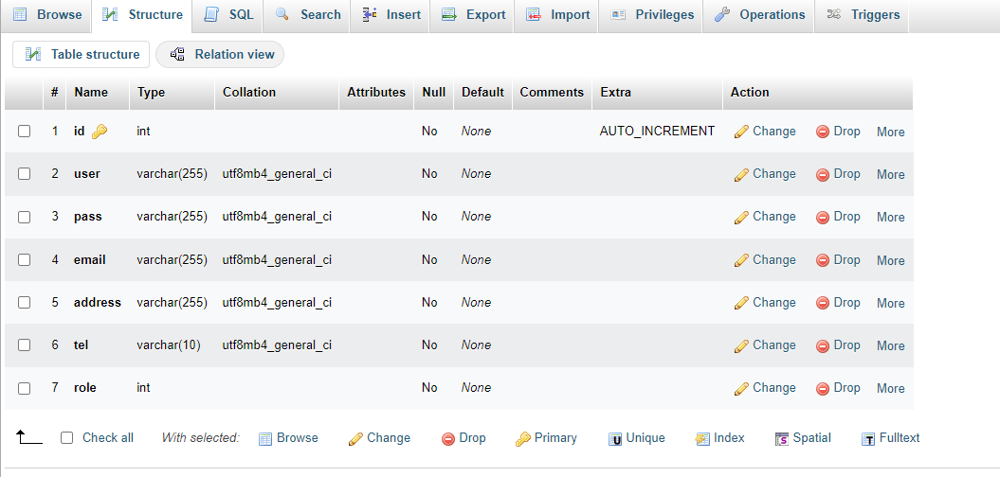 Browse Structure SQL Search Insert Export Import Privileges Operations Triggers
Table structure Relation view
# Name Type Collation Attributes Null Default Comments Extra Action
1 id int No None AUTO_INCREMENT Change Drop More
2 user varchar(255) utf8mb4_general_ci No None Change Drop More
3 pass varchar(255) utf8mb4_general_ci No None Change Drop More
4 email varchar(255) utf8mb4_general_ci No None Change Drop More
5 address varchar(255) utf8mb4_general_ci No None Change Drop More
6 tel varchar(10) utf8mb4_general_ci No None Change Drop More
7 role int No None Change Drop More
Check all With selected: Browse Change Drop Primary Unique Index Spatial Fulltext